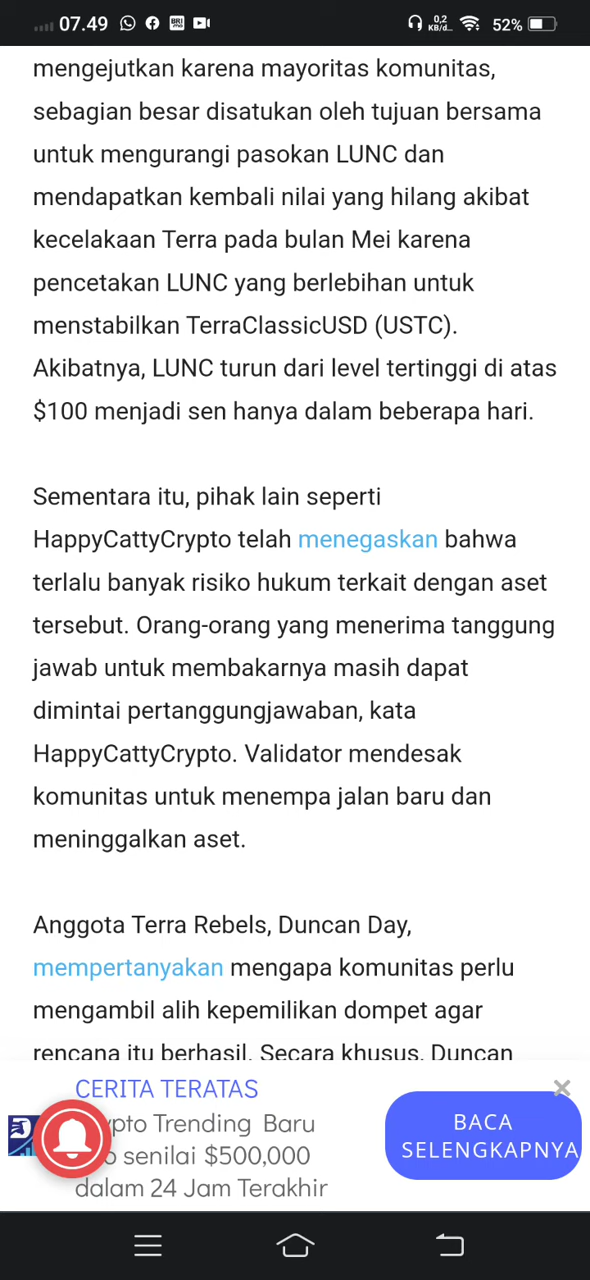 07.49
0,2
KB/d...
52%
mengejutkan karena mayoritas komunitas,
sebagian besar disatukan oleh tujuan bersama
untuk mengurangi pasokan LUNC dan
mendapatkan kembali nilai yang hilang akibat
kecelakaan Terra pada bulan Mei karena
pencetakan LUNC yang berlebihan untuk
menstabilkan TerraClassicUSD (USTC).
Akibatnya, LUNC turun dari level tertinggi di atas
$100 menjadi sen hanya dalam beberapa hari.
Sementara itu, pihak lain seperti
HappyCattyCrypto telah menegaskan bahwa
terlalu banyak risiko hukum terkait dengan aset
tersebut. Orang-orang yang menerima tanggung
jawab untuk membakarnya masih dapat
dimintai pertanggungjawaban, kata
HappyCattyCrypto. Validator mendesak
komunitas untuk menempa jalan baru dan
meninggalkan aset.
Anggota Terra Rebels, Duncan Day,
mempertanyakan mengapa komunitas perlu
mengambil alih kepemilikan dompet agar
rencana itu berhasil. Secara khusus, Duncan
CERITA TERATAS
Trending Baru
senilai $500,000
dalam 24 Jam Terakhir
BACA
SELENGKAPNYA